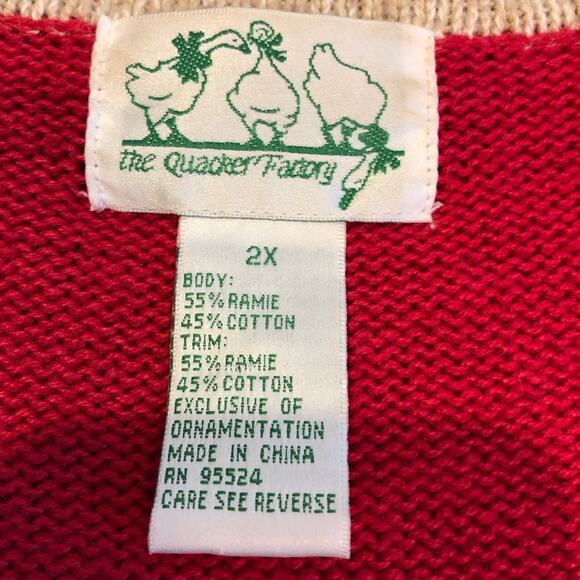 the Quacker Factory
2X
BODY:
55% RAMIE
45% COTTON
TRIM:
55% RAMIE
45% COTTON
EXCLUSIVE OF
ORNAMENTATION
MADE IN CHINA
RN 95524
CARE SEE REVERSE